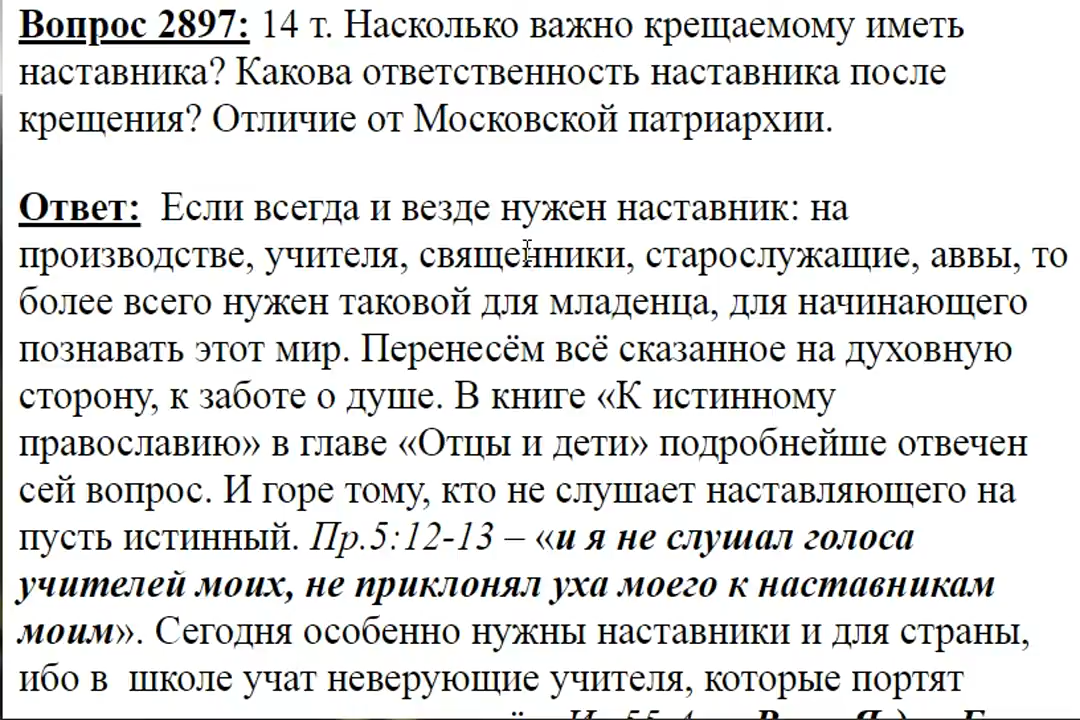 Вопрос 2897: 14 т. Насколько важно крещаемому иметь
наставника? Какова ответственность наставника после
крещения? Отличие от Московской патриархии.
Ответ: Если всегда и везде нужен наставник: на
производстве, учителя, священники, старослужащие, аввы, то
более всего нужен таковой для младенца, для начинающего
познавать этот мир. Перенесём всё сказанное на духовную
сторону, к заботе о душе. В книге «К истинному
православию» в главе «Отцы и дети» подробнейше отвечен
сей вопрос. И горе тому, кто не слушает наставляющего на
пусть истинный. Пр.5:12-13 – «и я не слушал голоса
учителей моих, не приклонял уха моего к наставникам
моим». Сегодня особенно нужны наставники и для страны,
ибо в школе учат неверующие учителя, которые портят